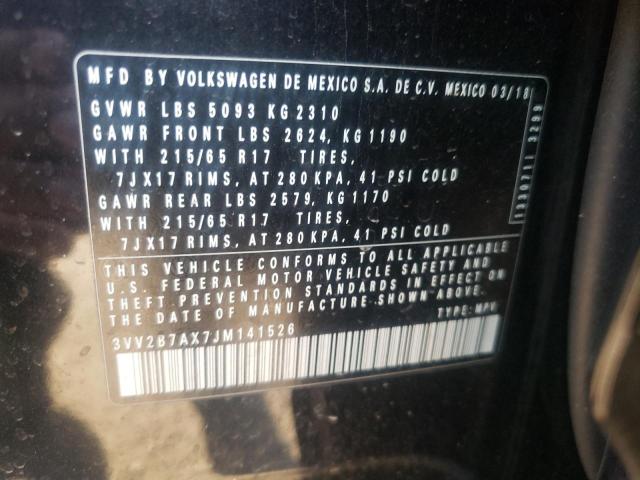 MFD BY VOLKSWAGEN DE MEXICO S.A. DE C.V. MEXICO 03/18
GVWR LBS 5093 KG 2310
GAWR FRONT LBS 2624, KG 1190
WITH 215/65 R17 TIRES,
7JX17 RIMS, AT 280 KPA, 41 PSI COLD
GAWR REAR LBS 2579, KG 1170
WITH 215/65 R17 TIRES,
7JX17 RIMS, AT 280 KPA, 41 PSI COLD
THIS VEHICLE CONFORMS TO ALL APPLICABLE
U.S. FEDERAL MOTOR VEHICLE SAFETY AND
THEFT PREVENTION STANDARDS IN EFFECT ON
THE DATE OF MANUFACTURE SHOWN ABOVE.
TYPE: MPV
3VV2B7AX7JM141526